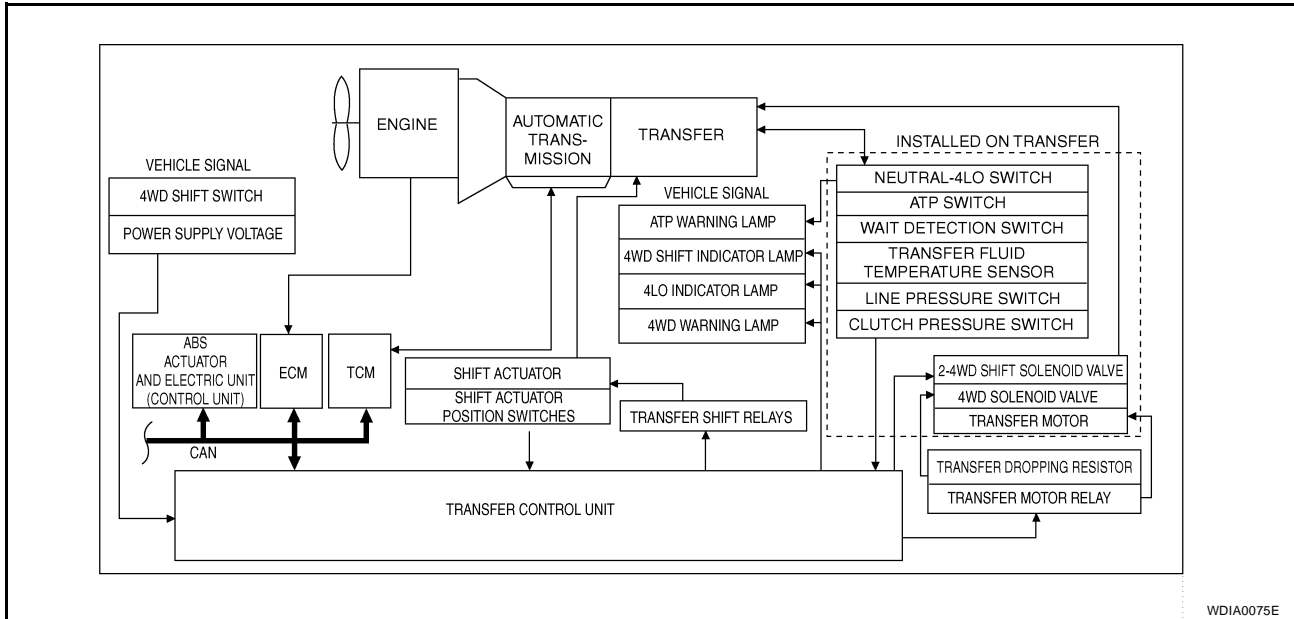 ENGINE
AUTOMATIC
TRANS-
MISSION
TRANSFER
INSTALLED ON TRANSFER
VEHICLE SIGNAL
4WD SHIFT SWITCH
POWER SUPPLY VOLTAGE
VEHICLE SIGNAL
ATP WARNING LAMP
4WD SHIFT INDICATOR LAMP
4LO INDICATOR LAMP
4WD WARNING LAMP
NEUTRAL-4LO SWITCH
ATP SWITCH
WAIT DETECTION SWITCH
TRANSFER FLUID
TEMPERATURE SENSOR
LINE PRESSURE SWITCH
CLUTCH PRESSURE SWITCH
ABS
ACTUATOR
AND ELECTRIC UNIT
(CONTROL UNIT)
ECM
TCM
SHIFT ACTUATOR
SHIFT ACTUATOR
POSITION SWITCHES
TRANSFER SHIFT RELAYS
2-4WD SHIFT SOLENOID VALVE
4WD SOLENOID VALVE
TRANSFER MOTOR
CAN
TRANSFER DROPPING RESISTOR
TRANSFER MOTOR RELAY
TRANSFER CONTROL UNIT
WDIA0075E